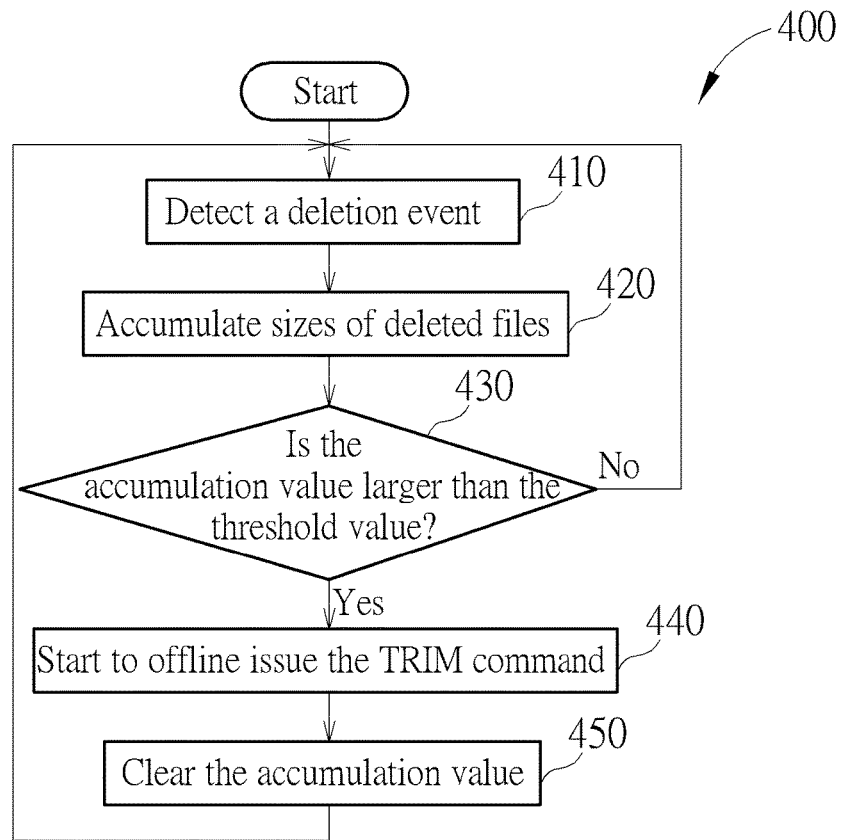 400
Start
410
Detect a deletion event
420
Accumulate sizes of deleted files
430
Is the
accumulation value larger than the
threshold value?
No
Yes
440
Start to offline issue the TRIM command
450
Clear the accumulation value